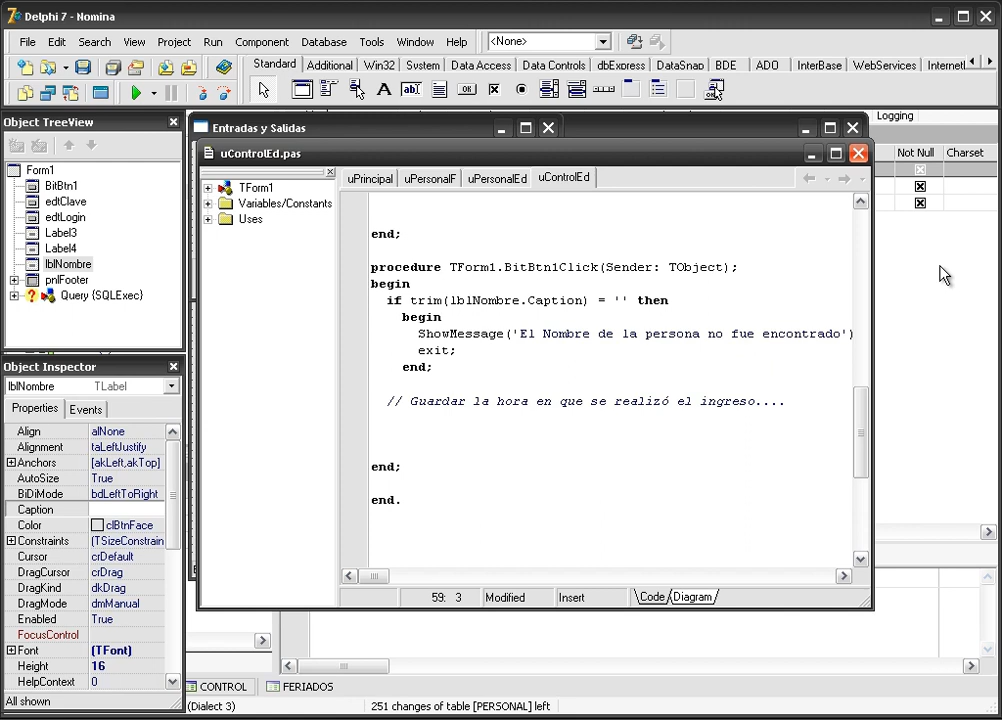 Delphi 7 - Nomina
File Edit Search View Project Run Component Database Tools Window Help <None>
Standard Additional Win32 System Data Access Data Controls dbExpress DataSnap BDE ADO InterBase WebServices InternetE
Object TreeView
Form1
BitBtn1
edtClave
edtLogin
Label3
Label4
lblNombre
pnlFooter
Query {SQLExec}
Object Inspector
lblNombre TLabel
Properties Events
Align alNone
Alignment taLeftJustify
Anchors [akLeft,akTop]
AutoSize True
BiDiMode bdLeftToRight
Caption
Color clBtnFace
Constraints (TSizeConstrain
Cursor crDefault
DragCursor crDrag
DragKind dkDrag
DragMode dmManual
Enabled True
FocusControl
Font (TFont)
Height 16
HelpContext 0
All shown
Entradas y Salidas
uControlEd.pas
TForm1
Variables/Constants
Uses
uPrincipal uPersonalF uPersonalEd uControlEd
end;
procedure TForm1.BitBtn1Click(Sender: TObject);
begin
if trim(lblNombre.Caption) = '' then
begin
ShowMessage('El Nombre de la persona no fue encontrado')
exit;
end;
// Guardar la hora en que se realizó el ingreso....
end;
end.
59: 3 Modified Insert Code Diagram
Logging
Not Null Charset
CONTROL FERIADOS
(Dialect 3) 251 changes of table [PERSONAL] left